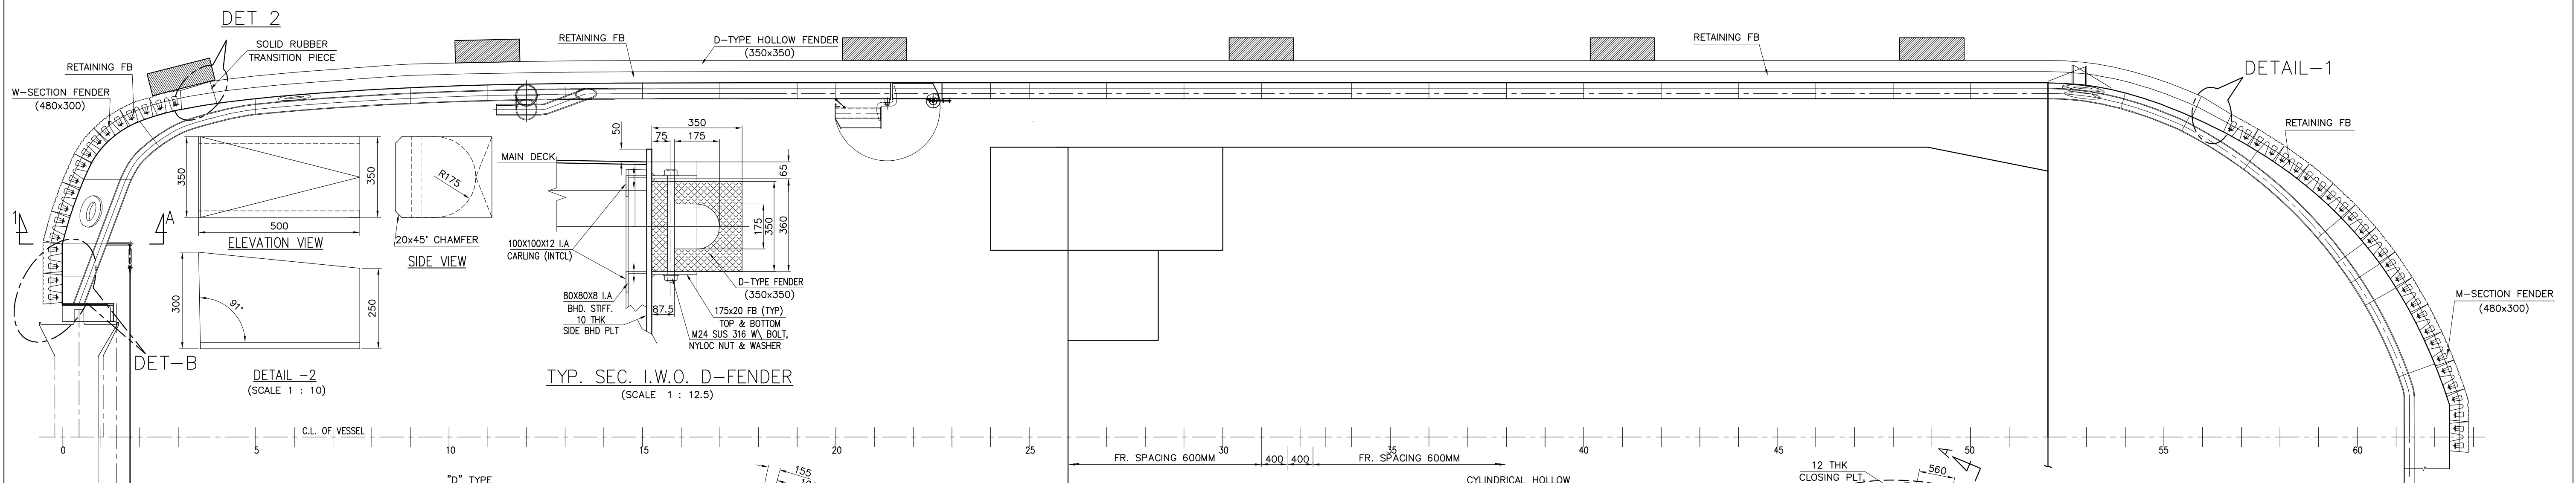 DET 2
SOLID RUBBER
TRANSITION PIECE
RETAINING FB
W-SECTION FENDER
(480x300)
RETAINING FB
D-TYPE HOLLOW FENDER
(350x350)
RETAINING FB
DETAIL-1
RETAINING FB
M-SECTION FENDER
(480x300)
1
A
350
350
500
ELEVATION VIEW
R175
20x45° CHAMFER
SIDE VIEW
300
91°
250
DETAIL -2
(SCALE 1 : 10)
DET-B
MAIN DECK
50
350
75
175
65
175
350
360
100X100X12 I.A
CARLING (INTCL)
80X80X8 I.A
BHD. STIFF.
10 THK
SIDE BHD PLT
87.5
D-TYPE FENDER
(350x350)
175x20 FB (TYP)
TOP & BOTTOM
M24 SUS 316 W\ BOLT,
NYLOC NUT & WASHER
TYP. SEC. I.W.O. D-FENDER
(SCALE 1 : 12.5)
C.L. OF VESSEL
0 5 10 15 20 25 30 35 40 45 50 55 60
FR. SPACING 600MM
400
400
FR. SPACING 600MM
"D" TYPE
155
CYLINDRICAL HOLLOW
12 THK
CLOSING PLT.
A
560